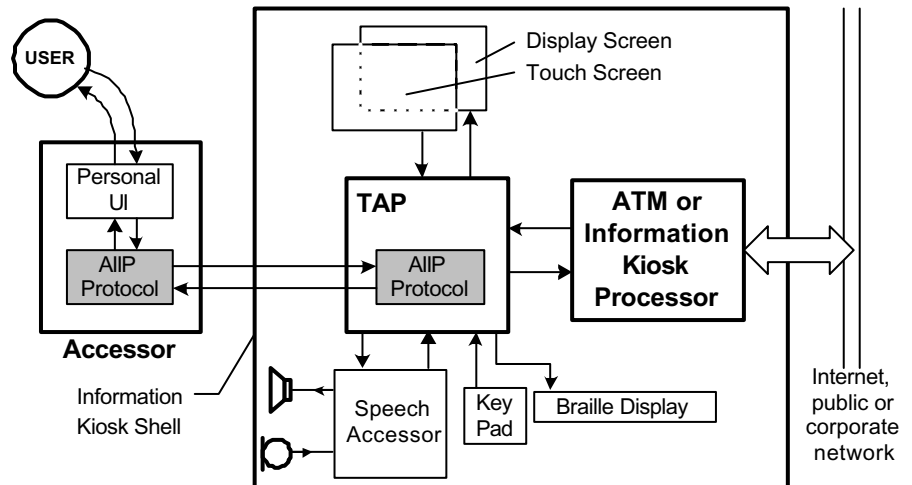 USER
Personal
UI
AIIP
Protocol
Accessor
Information
Kiosk Shell
Display Screen
Touch Screen
TAP
AIIP
Protocol
ATM or
Information
Kiosk
Processor
Speech
Accessor
Key
Pad
Braille Display
Internet,
public or
corporate
network